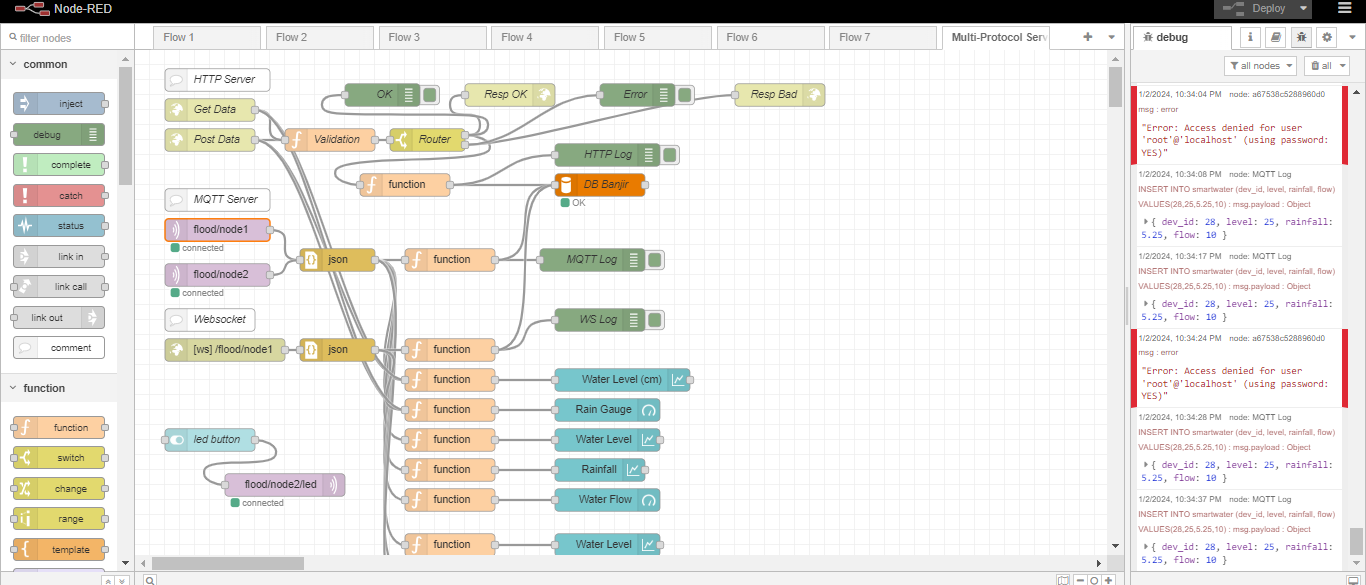 Node-RED
Deploy
filter nodes
Flow 1
Flow 2
Flow 3
Flow 4
Flow 5
Flow 6
Flow 7
Multi-Protocol Serv
debug
common
inject
debug
complete
catch
status
link in
link call
link out
comment
function
function
switch
change
range
template
HTTP Server
Get Data
Post Data
OK
Resp OK
Error
Resp Bad
Validation
Router
HTTP Log
function
DB Banjir
OK
MQTT Server
flood/node1
connected
flood/node2
connected
json
function
MQTT Log
Websocket
WS Log
[ws] /flood/node1
json
function
function
Water Level (cm)
function
Rain Gauge
led button
function
Water Level
function
Rainfall
flood/node2/led
connected
function
Water Flow
function
Water Level
all nodes
all
1/2/2024, 10:34:04 PM node: a67538c5288960d0
msg : error
"Error: Access denied for user
'root'@'localhost' (using password:
YES)"
1/2/2024, 10:34:08 PM node: MQTT Log
INSERT INTO smartwater (dev_id, level, rainfall, flow)
VALUES(28,25,5.25,10) : msg.payload : Object
{ dev_id: 28, level: 25, rainfall:
5.25, flow: 10 }
1/2/2024, 10:34:17 PM node: MQTT Log
INSERT INTO smartwater (dev_id, level, rainfall, flow)
VALUES(28,25,5.25,10) : msg.payload : Object
{ dev_id: 28, level: 25, rainfall:
5.25, flow: 10 }
1/2/2024, 10:34:24 PM node: a67538c5288960d0
msg : error
"Error: Access denied for user
'root'@'localhost' (using password:
YES)"
1/2/2024, 10:34:28 PM node: MQTT Log
INSERT INTO smartwater (dev_id, level, rainfall, flow)
VALUES(28,25,5.25,10) : msg.payload : Object
{ dev_id: 28, level: 25, rainfall:
5.25, flow: 10 }
1/2/2024, 10:34:37 PM node: MQTT Log
INSERT INTO smartwater (dev_id, level, rainfall, flow)
VALUES(28,25,5.25,10) : msg.payload : Object
{ dev_id: 28, level: 25, rainfall:
5.25, flow: 10 }